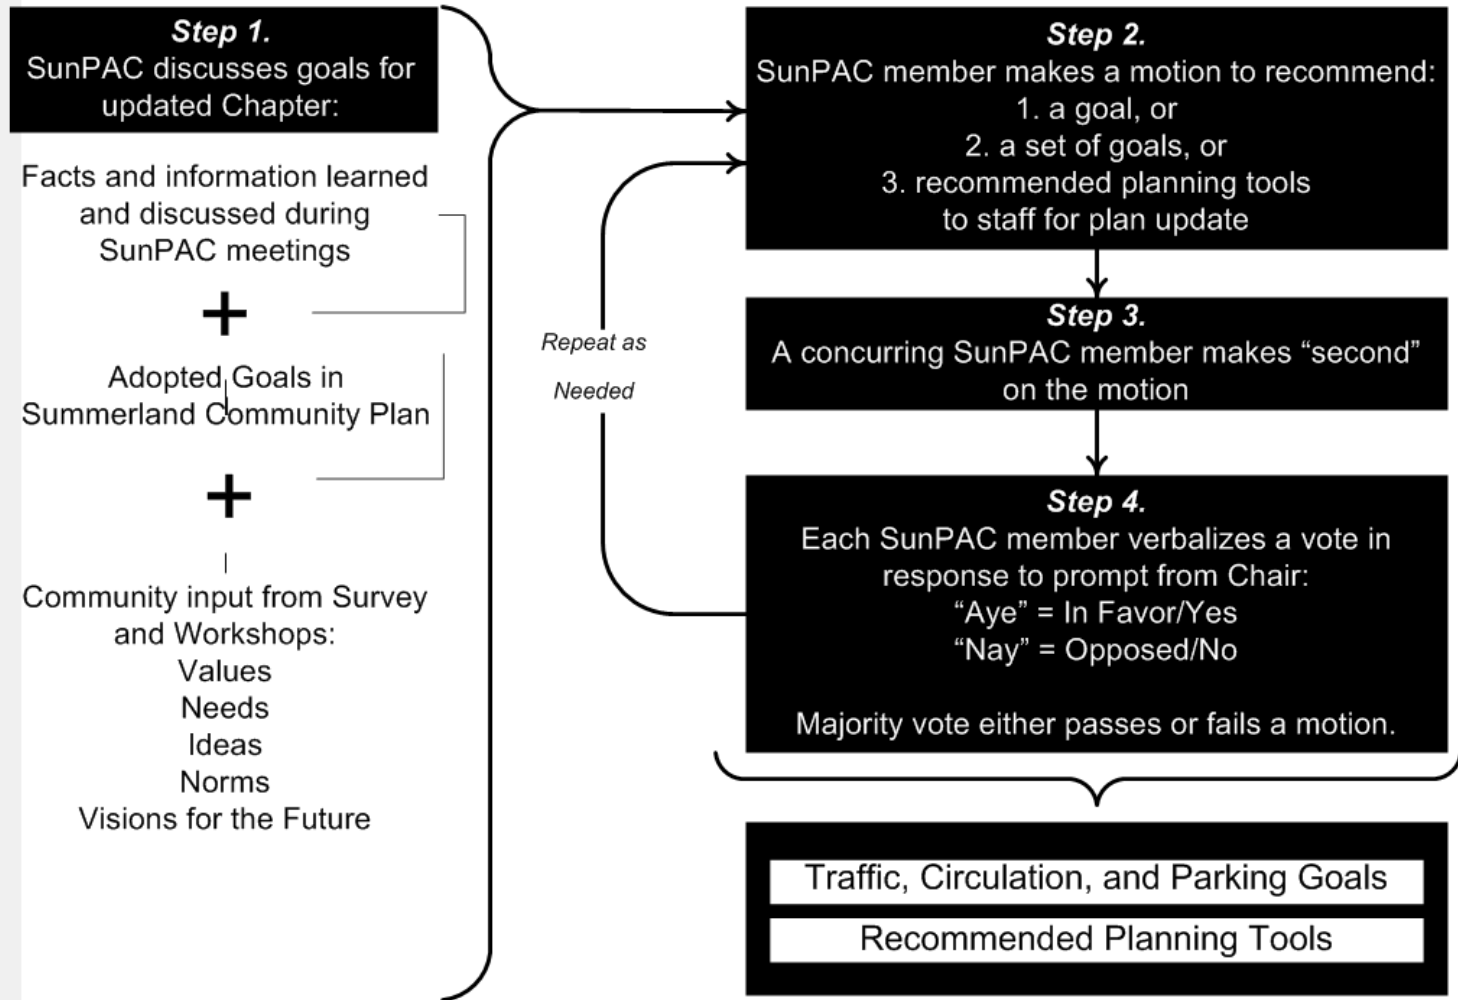 Step 1.
SunPAC discusses goals for
updated Chapter:
Facts and information learned
and discussed during
SunPAC meetings
+
Adopted Goals in
Summerland Community Plan
+
Community input from Survey
and Workshops:
Values
Needs
Ideas
Norms
Visions for the Future
Repeat as
Needed
Step 2.
SunPAC member makes a motion to recommend:
1. a goal, or
2. a set of goals, or
3. recommended planning tools
to staff for plan update
Step 3.
A concurring SunPAC member makes “second”
on the motion
Step 4.
Each SunPAC member verbalizes a vote in
response to prompt from Chair:
“Aye” = In Favor/Yes
“Nay” = Opposed/No
Majority vote either passes or fails a motion.
Traffic, Circulation, and Parking Goals
Recommended Planning Tools